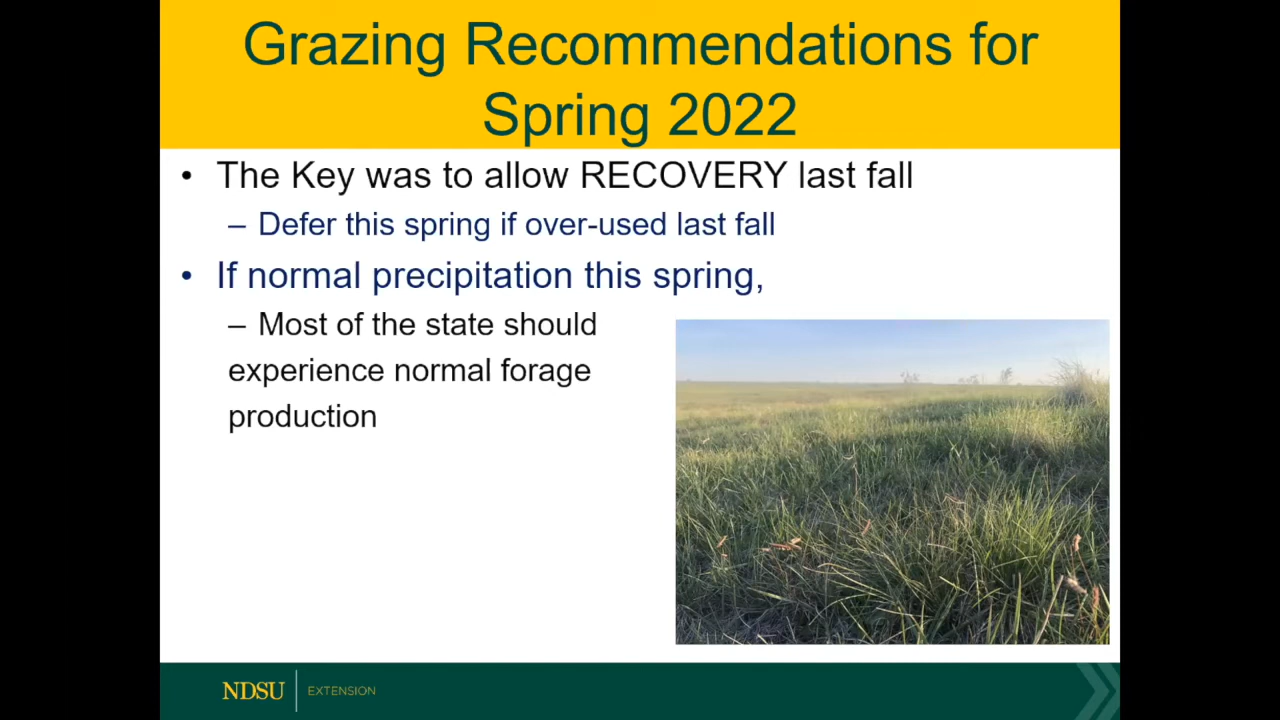 Grazing Recommendations for
Spring 2022
• The Key was to allow RECOVERY last fall
– Defer this spring if over-used last fall
• If normal precipitation this spring,
– Most of the state should
experience normal forage
production
NDSU EXTENSION